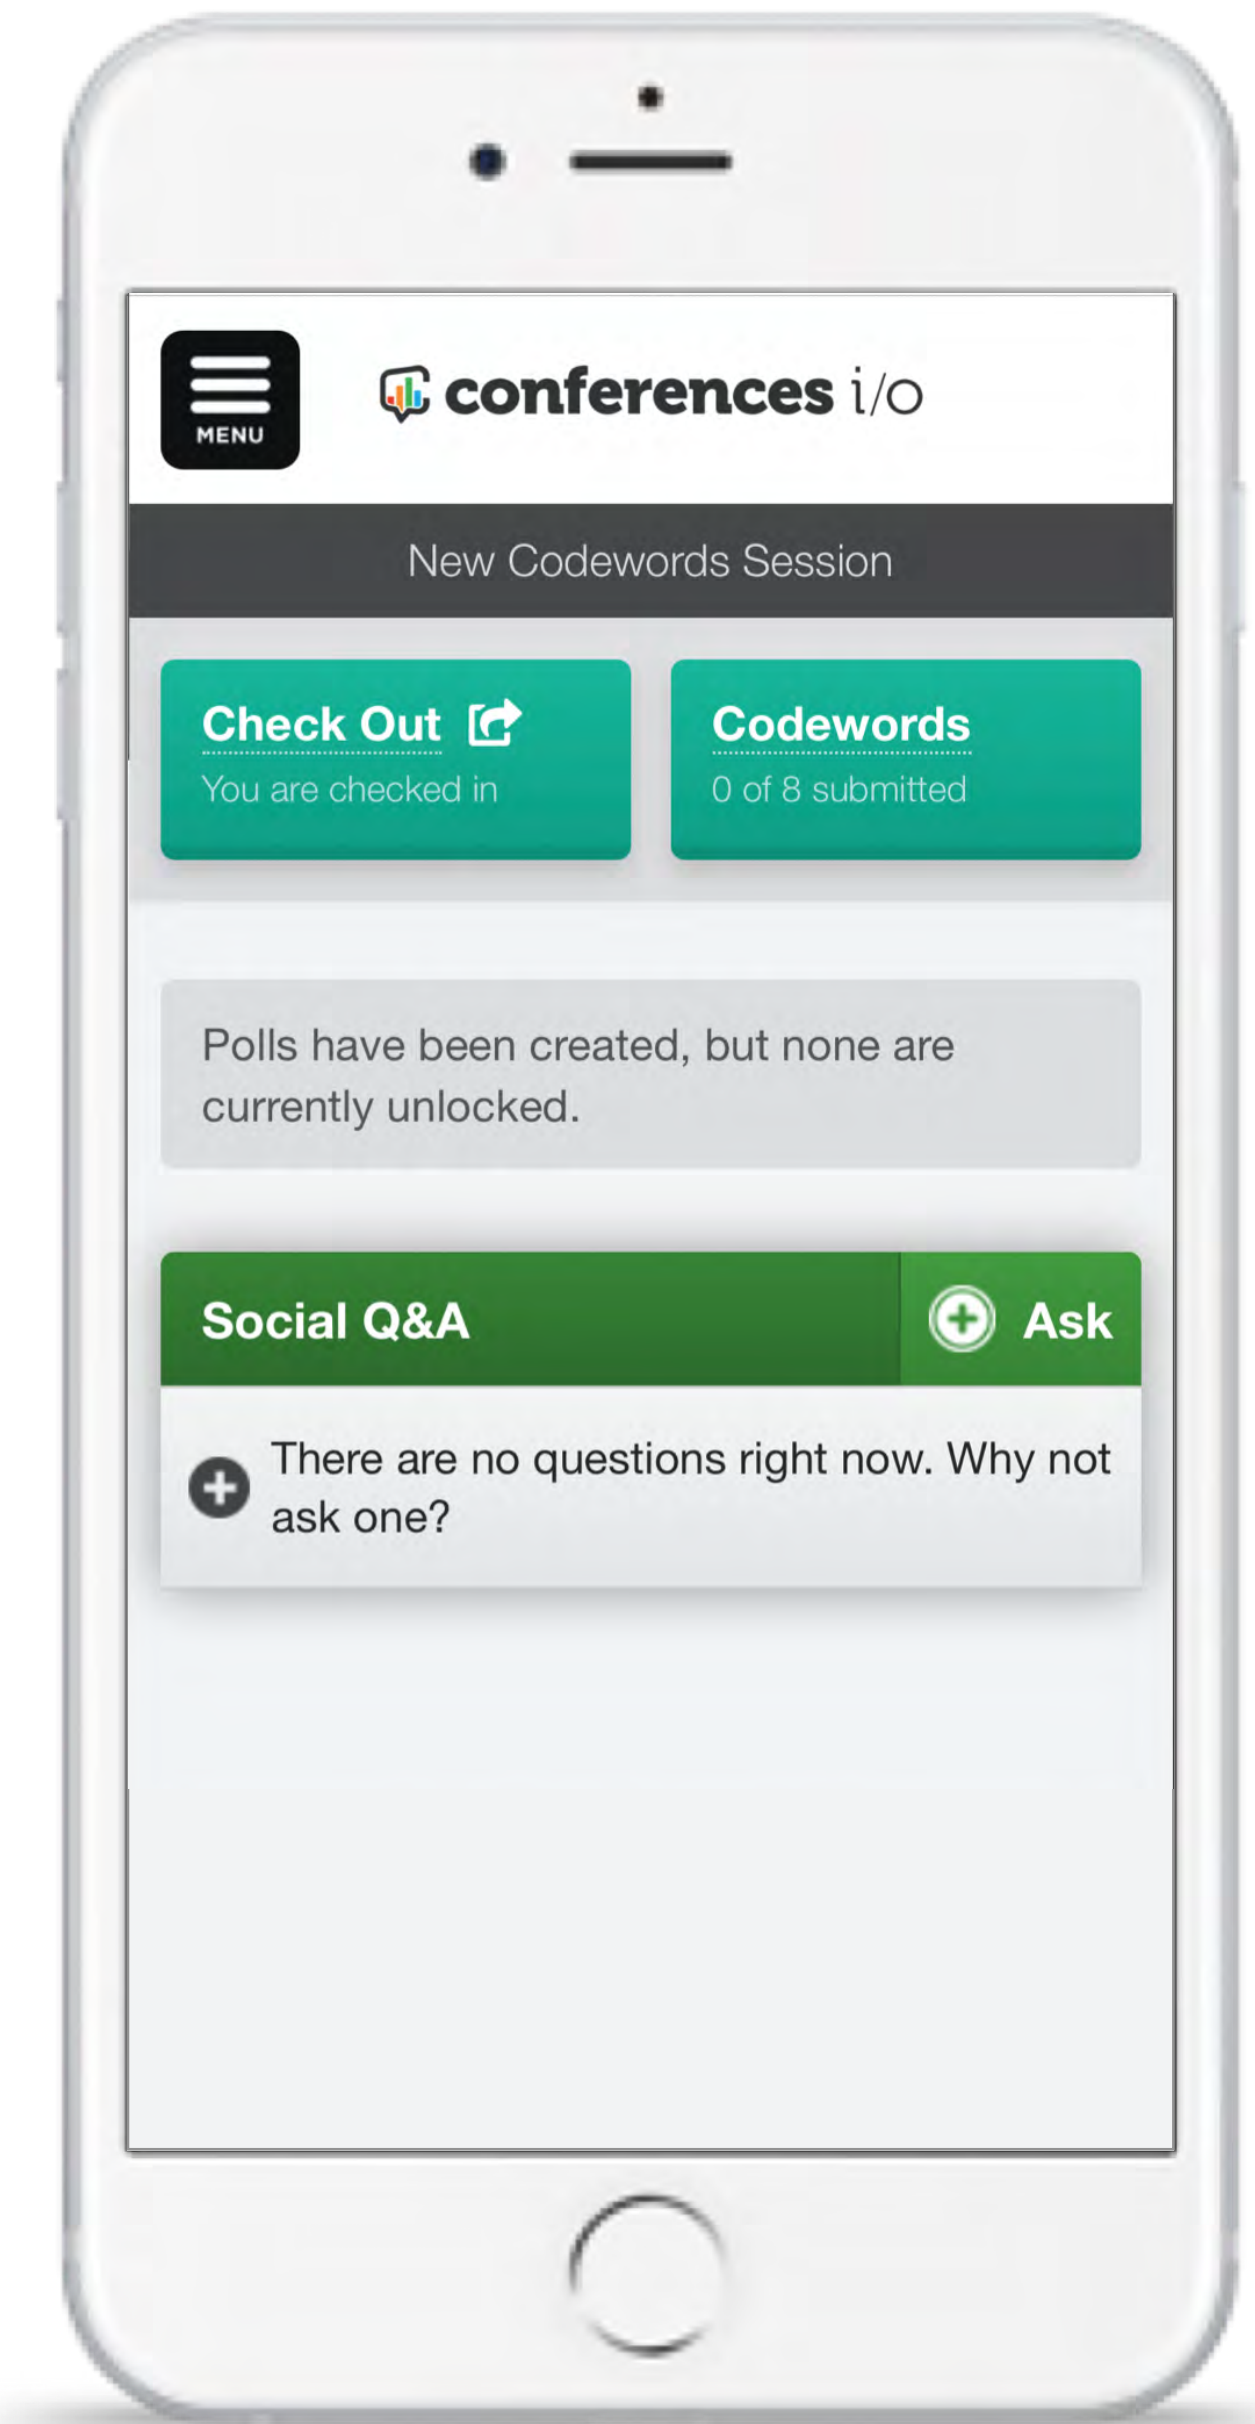 MENU
conferences i/o
New Codewords Session
Check Out
You are checked in
Codewords
0 of 8 submitted
Polls have been created, but none are
currently unlocked.
Social Q&A
Ask
There are no questions right now. Why not
ask one?